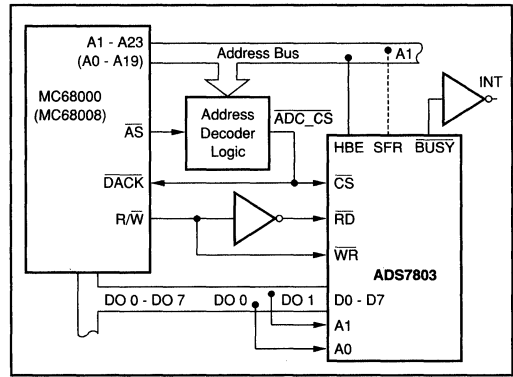 A1 - A23
(A0 - A19)
Address Bus
A1
MC68000
(MC68008)
INT
Address
Decoder
Logic
ADC_CS
AS
HBE
SFR
BUSY
DACK
CS
R/W
RD
WR
ADS7803
DO 0 - DO 7
DO 0
DO 1
D0 - D7
A1
A0